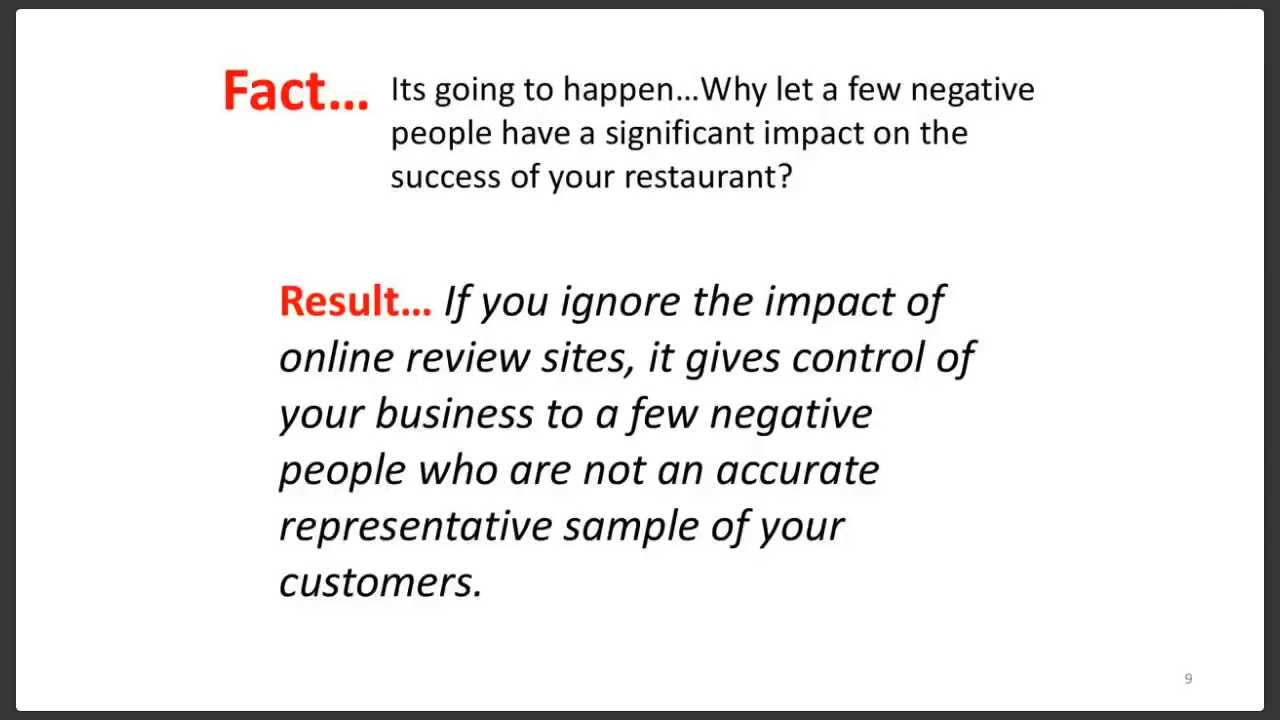 Fact… Its going to happen…Why let a few negative
people have a significant impact on the
success of your restaurant?
Result… If you ignore the impact of
online review sites, it gives control of
your business to a few negative
people who are not an accurate
representative sample of your
customers.
9